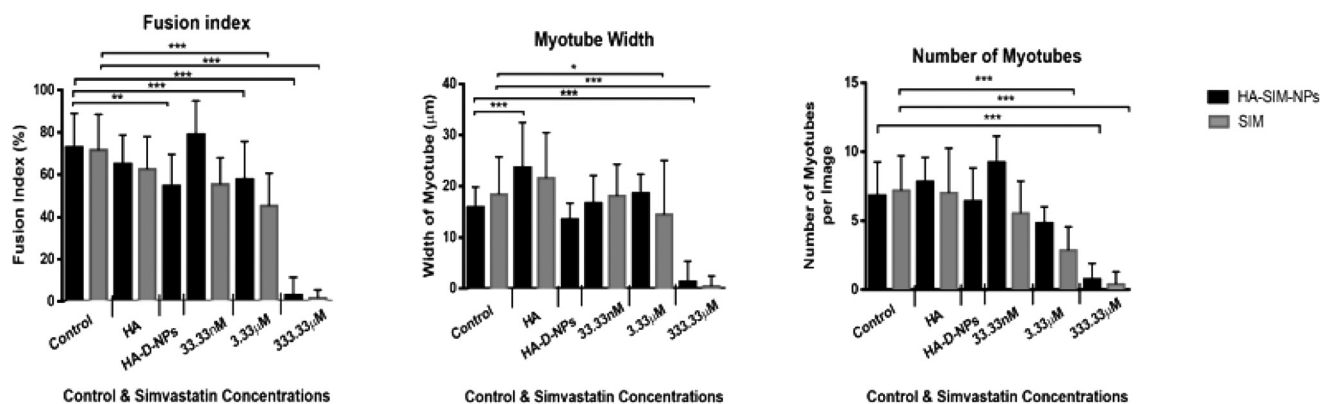 Fusion index
***
***
***
***
**
100
80
60
40
20
0
Fusion Index (%)
Control
HA
HA-D-NPs
33.33nM
3.33μM
333.33μM
Control & Simvastatin Concentrations
Myotube Width
*
***
***
***
40
30
20
10
0
Width of Myotube (μm)
Control
HA
HA-D-NPs
33.33nM
3.33μM
333.33μM
Control & Simvastatin Concentrations
Number of Myotubes
***
***
***
15
10
5
0
Number of Myotubes
per Image
Control
HA
HA-D-NPs
33.33nM
3.33μM
333.33μM
Control & Simvastatin Concentrations
HA-SIM-NPs
SIM